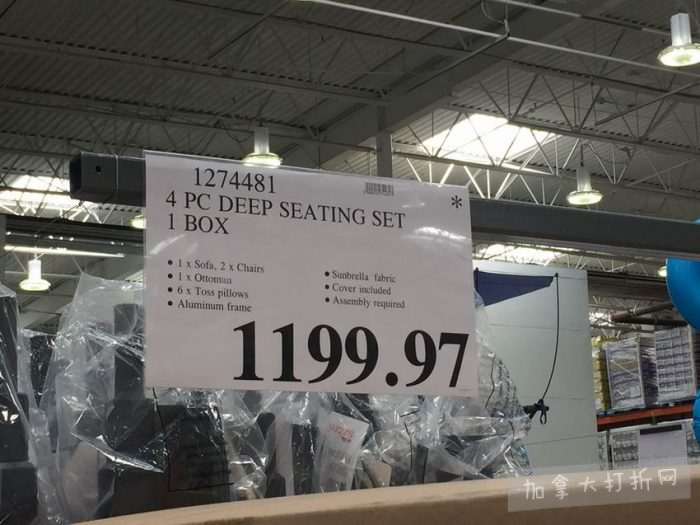 1274481
4 PC DEEP SEATING SET *
1 BOX
• 1 x Sofa, 2 x Chairs
• 1 x Ottoman
• 6 x Toss pillows
• Aluminum frame
• Sunbrella fabric
• Cover included
• Assembly required
1199.97
加拿大打折网